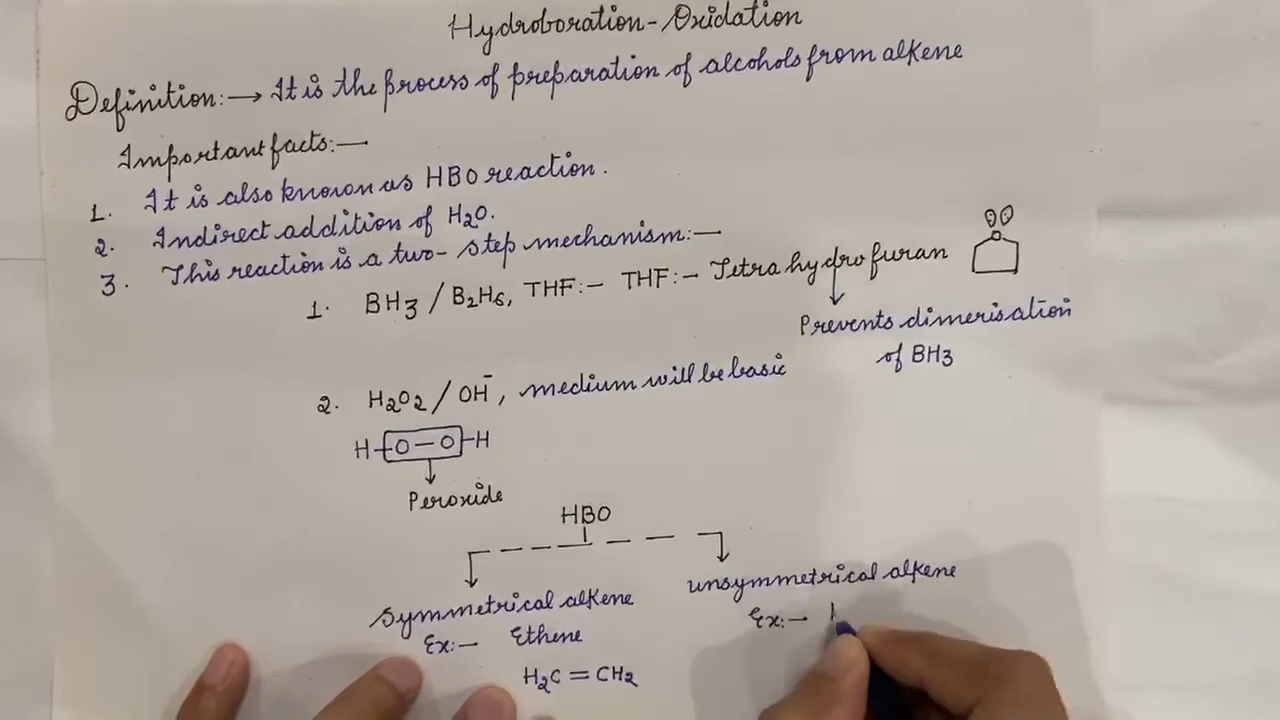 Hydroboration-Oxidation
Definition:→ It is the process of preparation of alcohols from alkene
Important facts:—
1. It is also known as HBO reaction.
2. Indirect addition of H₂O.
3. This reaction is a two-step mechanism:—
1. BH₃ / B₂H₆, THF:– THF:– Tetrahydrofuran
Prevents dimerisation
of BH₃
2. H₂O₂ / OH⁻, medium will be basic
H–O–O–H
Peroxide
HBO
Symmetrical alkene
Ex:— Ethene
H₂C = CH₂
unsymmetrical alkene
Ex:—